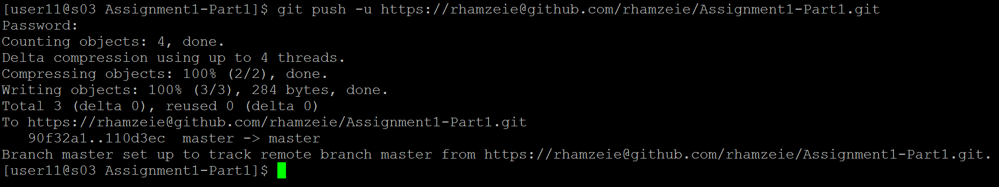 [user11@s03 Assignment1-Part1]$ git push -u https://rhamzeie@github.com/rhamzeie/Assignment1-Part1.git
Password:
Counting objects: 4, done.
Delta compression using up to 4 threads.
Compressing objects: 100% (2/2), done.
Writing objects: 100% (3/3), 284 bytes, done.
Total 3 (delta 0), reused 0 (delta 0)
To https://rhamzeie@github.com/rhamzeie/Assignment1-Part1.git
   90f32a1..110d3ec  master -> master
Branch master set up to track remote branch master from https://rhamzeie@github.com/rhamzeie/Assignment1-Part1.git.
[user11@s03 Assignment1-Part1]$